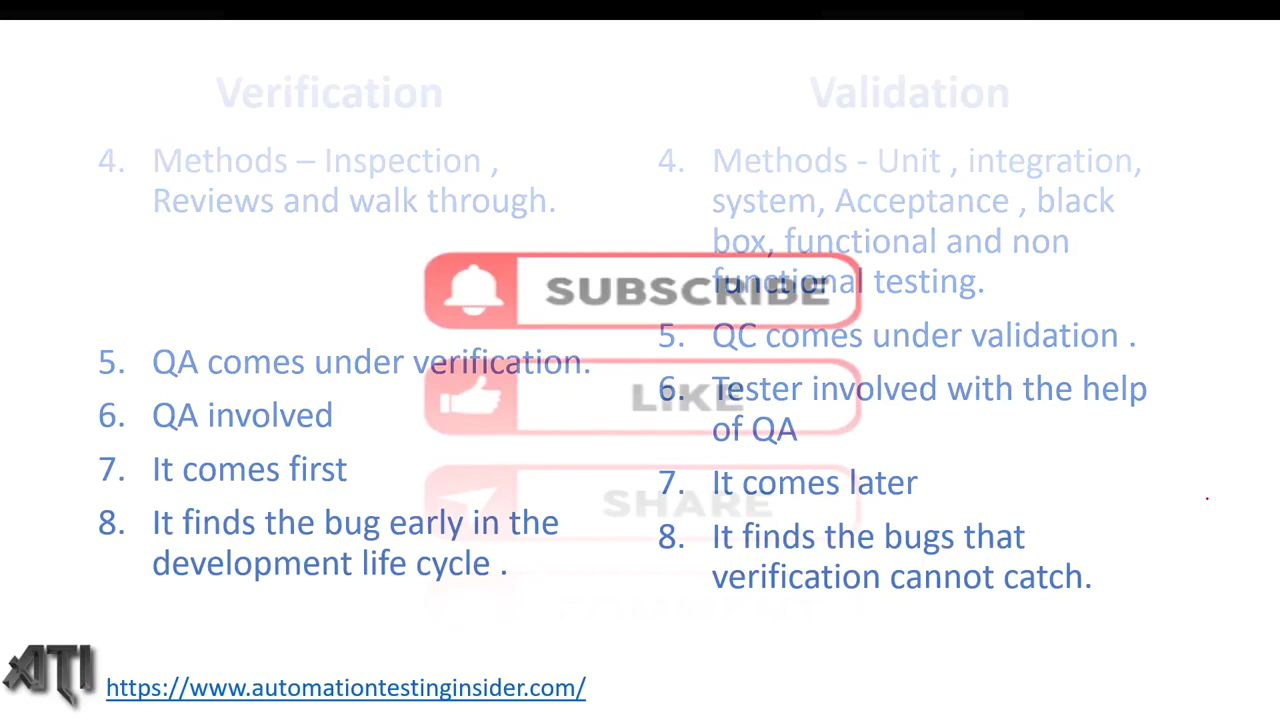 Verification
4. Methods – Inspection ,
Reviews and walk through.
5. QA comes under verification.
6. QA involved
7. It comes first
8. It finds the bug early in the
development life cycle .
Validation
4. Methods - Unit , integration,
system, Acceptance , black
box, functional and non
functional testing.
5. QC comes under validation .
6. Tester involved with the help
of QA
7. It comes later
8. It finds the bugs that
verification cannot catch.
SUBSCRIBE
LIKE
SHARE
ATI
https://www.automationtestinginsider.com/